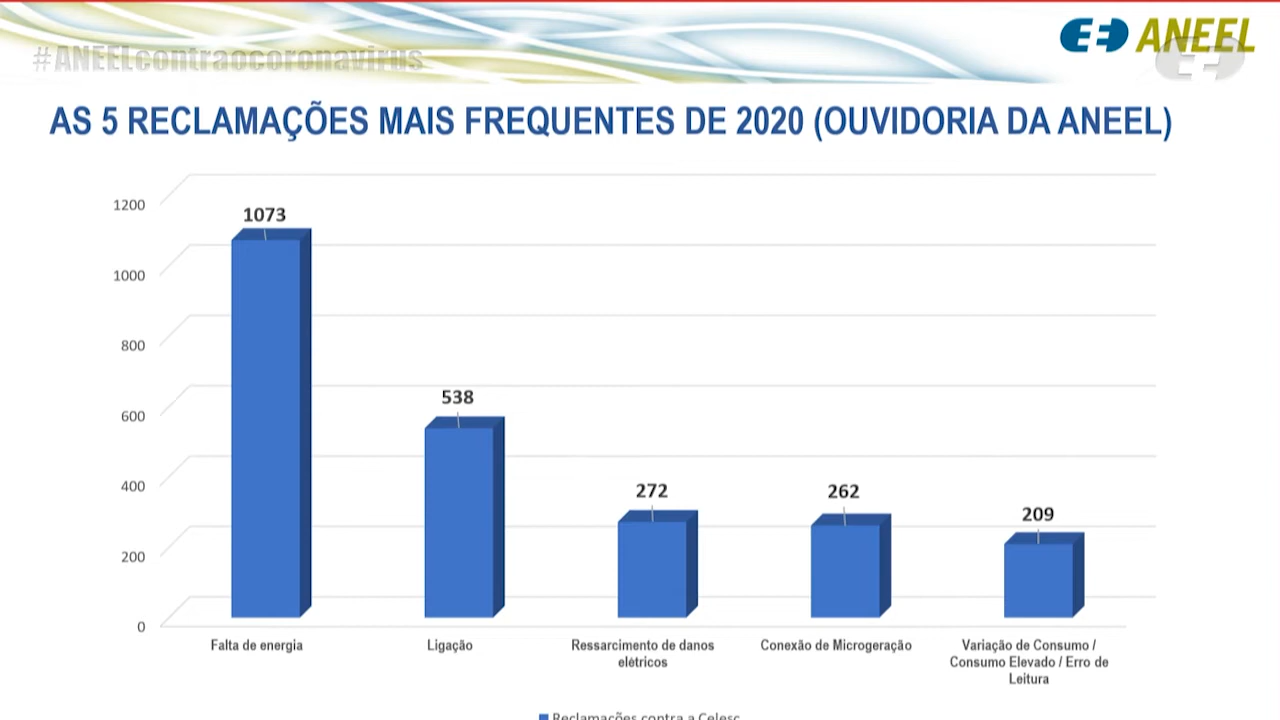 #ANEELcontraocoronavirus
ANEEL
AS 5 RECLAMAÇÕES MAIS FREQUENTES DE 2020 (OUVIDORIA DA ANEEL)
1200
1000
800
600
400
200
0
1073
538
272
262
209
Falta de energia
Ligação
Ressarcimento de danos
elétricos
Conexão de Microgeração
Variação de Consumo /
Consumo Elevado / Erro de
Leitura
Reclamações contra a Celesc